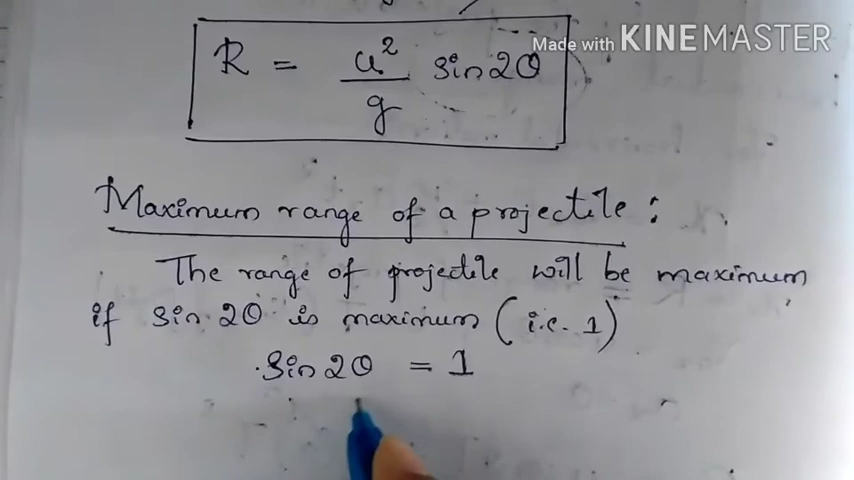 Made with KINEMASTER
R = u²/g sin2θ
Maximum range of a projectile :
The range of projectile will be maximum
if sin 2θ is maximum ( i.e. 1 )
sin 2θ = 1